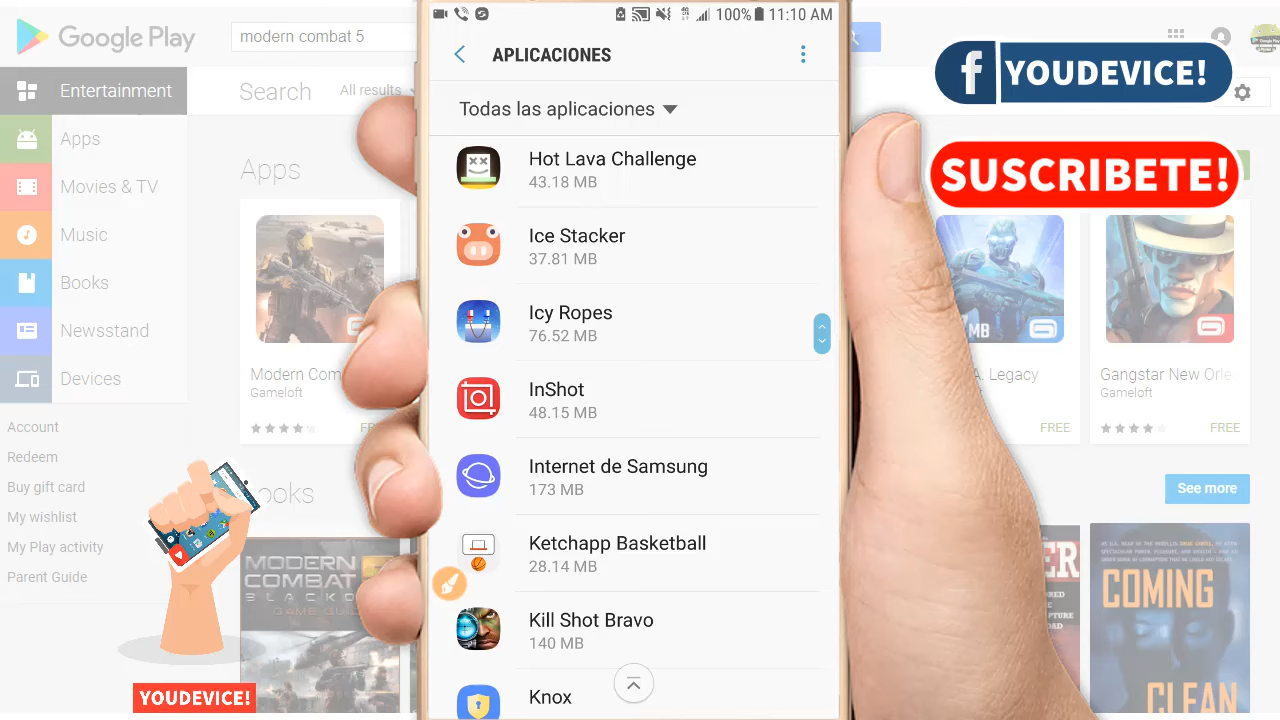 Google Play
modern combat 5
Entertainment
Apps
Movies & TV
Music
Books
Newsstand
Devices
Account
Redeem
Buy gift card
My wishlist
My Play activity
Parent Guide
YOUDEVICE!
Search
All results
Apps
Modern Com
Gameloft
MODERN
COMBAT
BLACKO
GAME GUI
100%
11:10 AM
APLICACIONES
Todas las aplicaciones
Hot Lava Challenge
43.18 MB
Ice Stacker
37.81 MB
Icy Ropes
76.52 MB
InShot
48.15 MB
Internet de Samsung
173 MB
Ketchapp Basketball
28.14 MB
Kill Shot Bravo
140 MB
Knox
f YOUDEVICE!
SUSCRIBETE!
MB
Legacy
FREE
Gangstar New Orle
Gameloft
FREE
See more
COMING
CLEAN